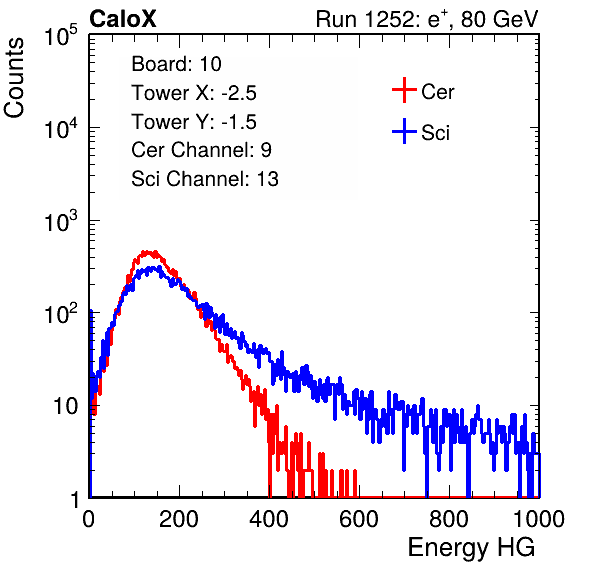 CaloX Run 1252: e⁺, 80 GeV
Counts
10⁵
10⁴
10³
10²
10
1
Board: 10
Tower X: -2.5
Tower Y: -1.5
Cer Channel: 9
Sci Channel: 13
Cer
Sci
0 200 400 600 800 1000
Energy HG